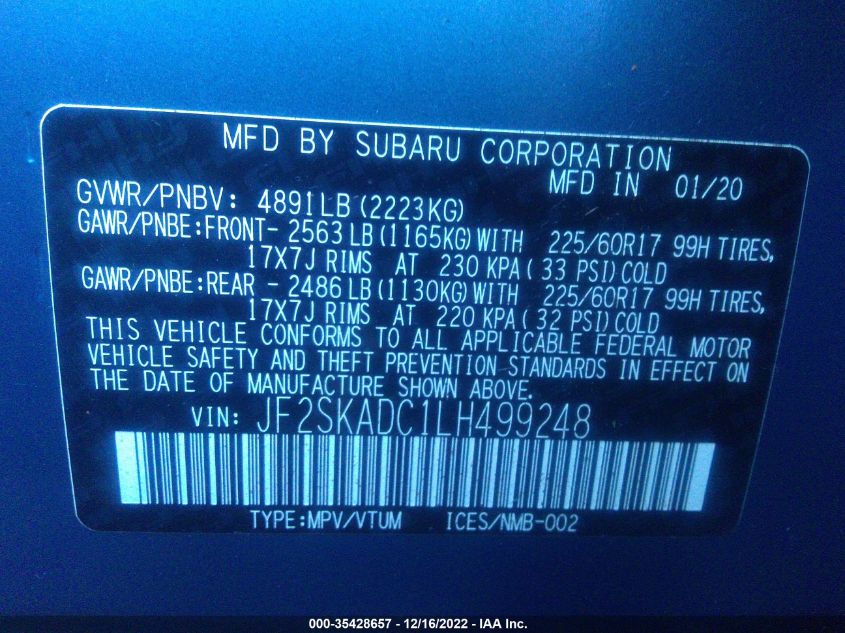 MFD BY SUBARU CORPORATION
MFD IN 01/20
GVWR/PNBV: 4891LB (2223KG)
GAWR/PNBE:FRONT- 2563 LB (1165KG) WITH 225/60R17 99H TIRES,
17X7J RIMS AT 230 KPA ( 33 PSI) COLD
GAWR/PNBE:REAR - 2486 LB (1130KG) WITH 225/60R17 99H TIRES,
17X7J RIMS AT 220 KPA ( 32 PSI) COLD
THIS VEHICLE CONFORMS TO ALL APPLICABLE FEDERAL MOTOR
VEHICLE SAFETY AND THEFT PREVENTION STANDARDS IN EFFECT ON
THE DATE OF MANUFACTURE SHOWN ABOVE.
VIN: JF2SKADC1LH499248
TYPE:MPV/VTUM ICES/NMB-002
000-35428657 - 12/16/2022 - IAA Inc.